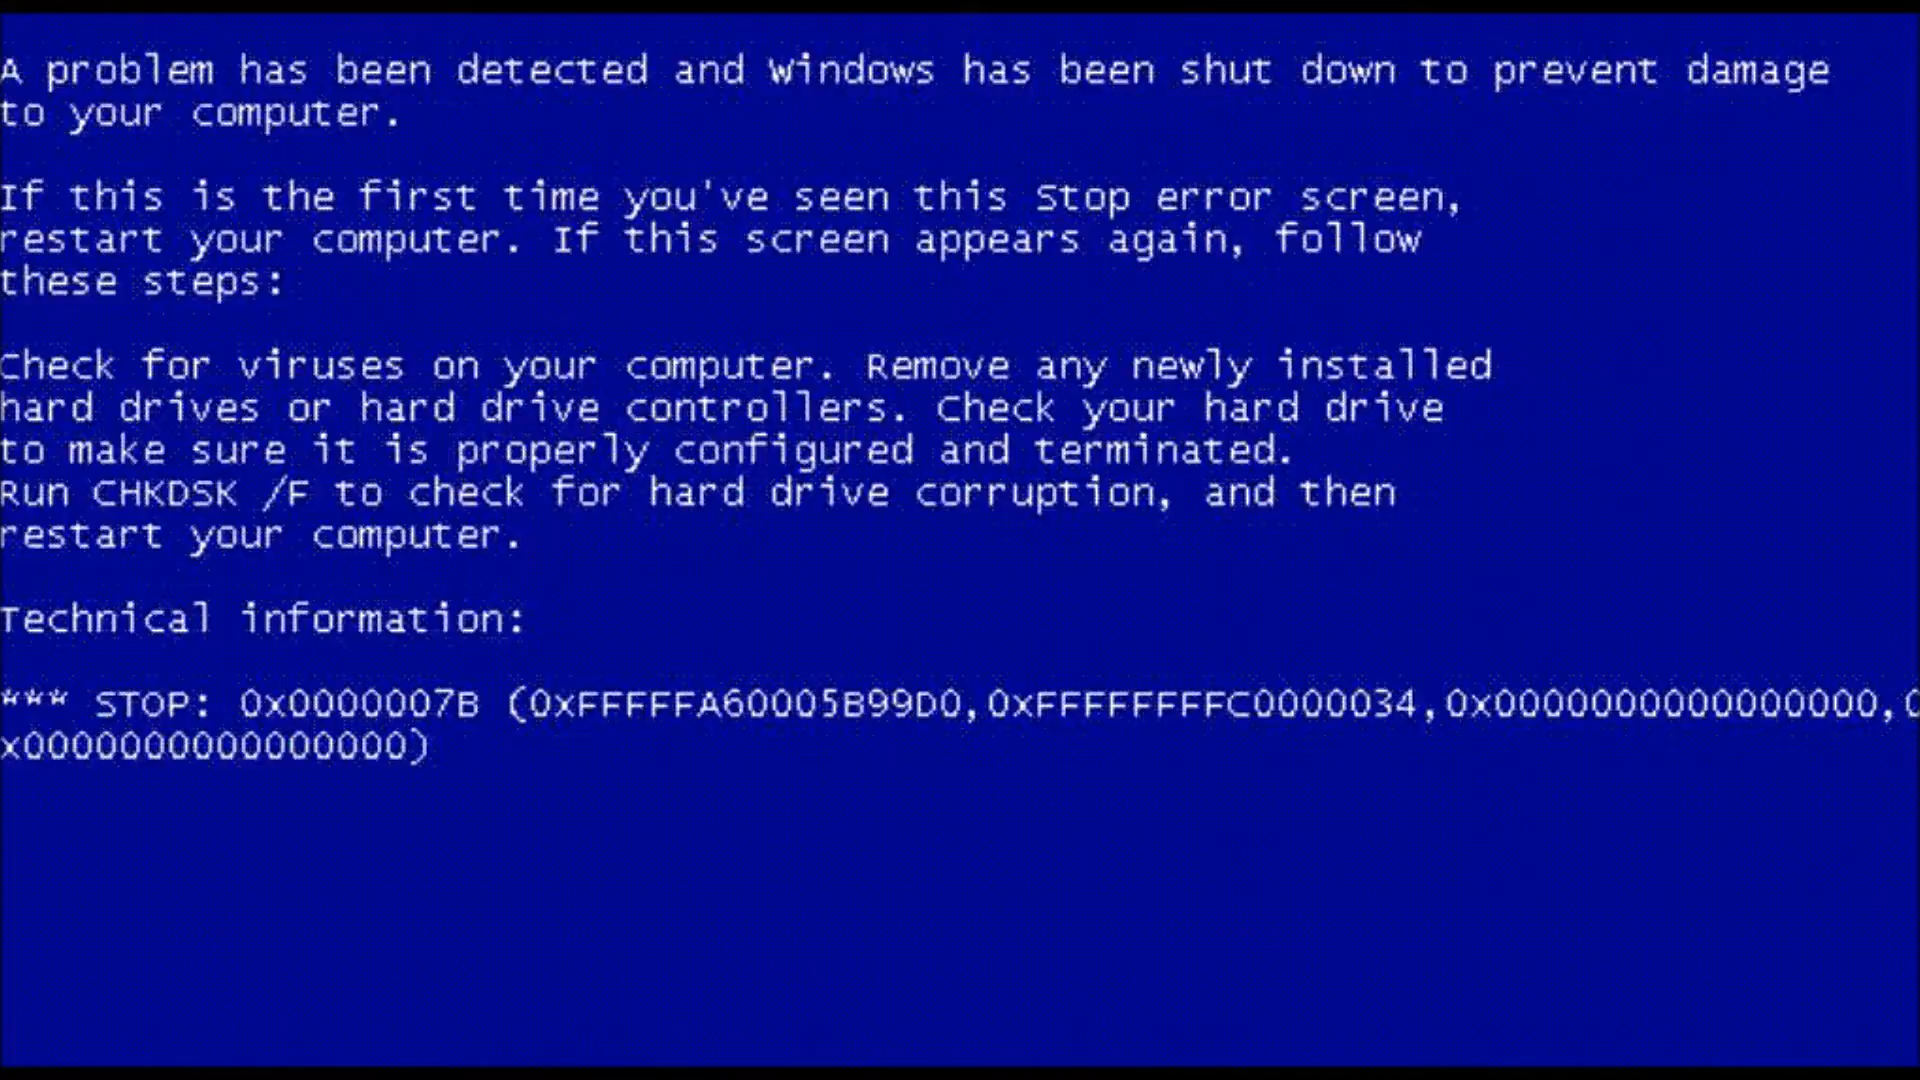 A problem has been detected and Windows has been shut down to prevent damage
to your computer.
If this is the first time you've seen this Stop error screen,
restart your computer. If this screen appears again, follow
these steps:
Check for viruses on your computer. Remove any newly installed
hard drives or hard drive controllers. Check your hard drive
to make sure it is properly configured and terminated.
Run CHKDSK /F to check for hard drive corruption, and then
restart your computer.
Technical information:
*** STOP: 0x0000007B (0xFFFFFA60005B99D0,0xFFFFFFFFC0000034,0x0000000000000000,0
x0000000000000000)